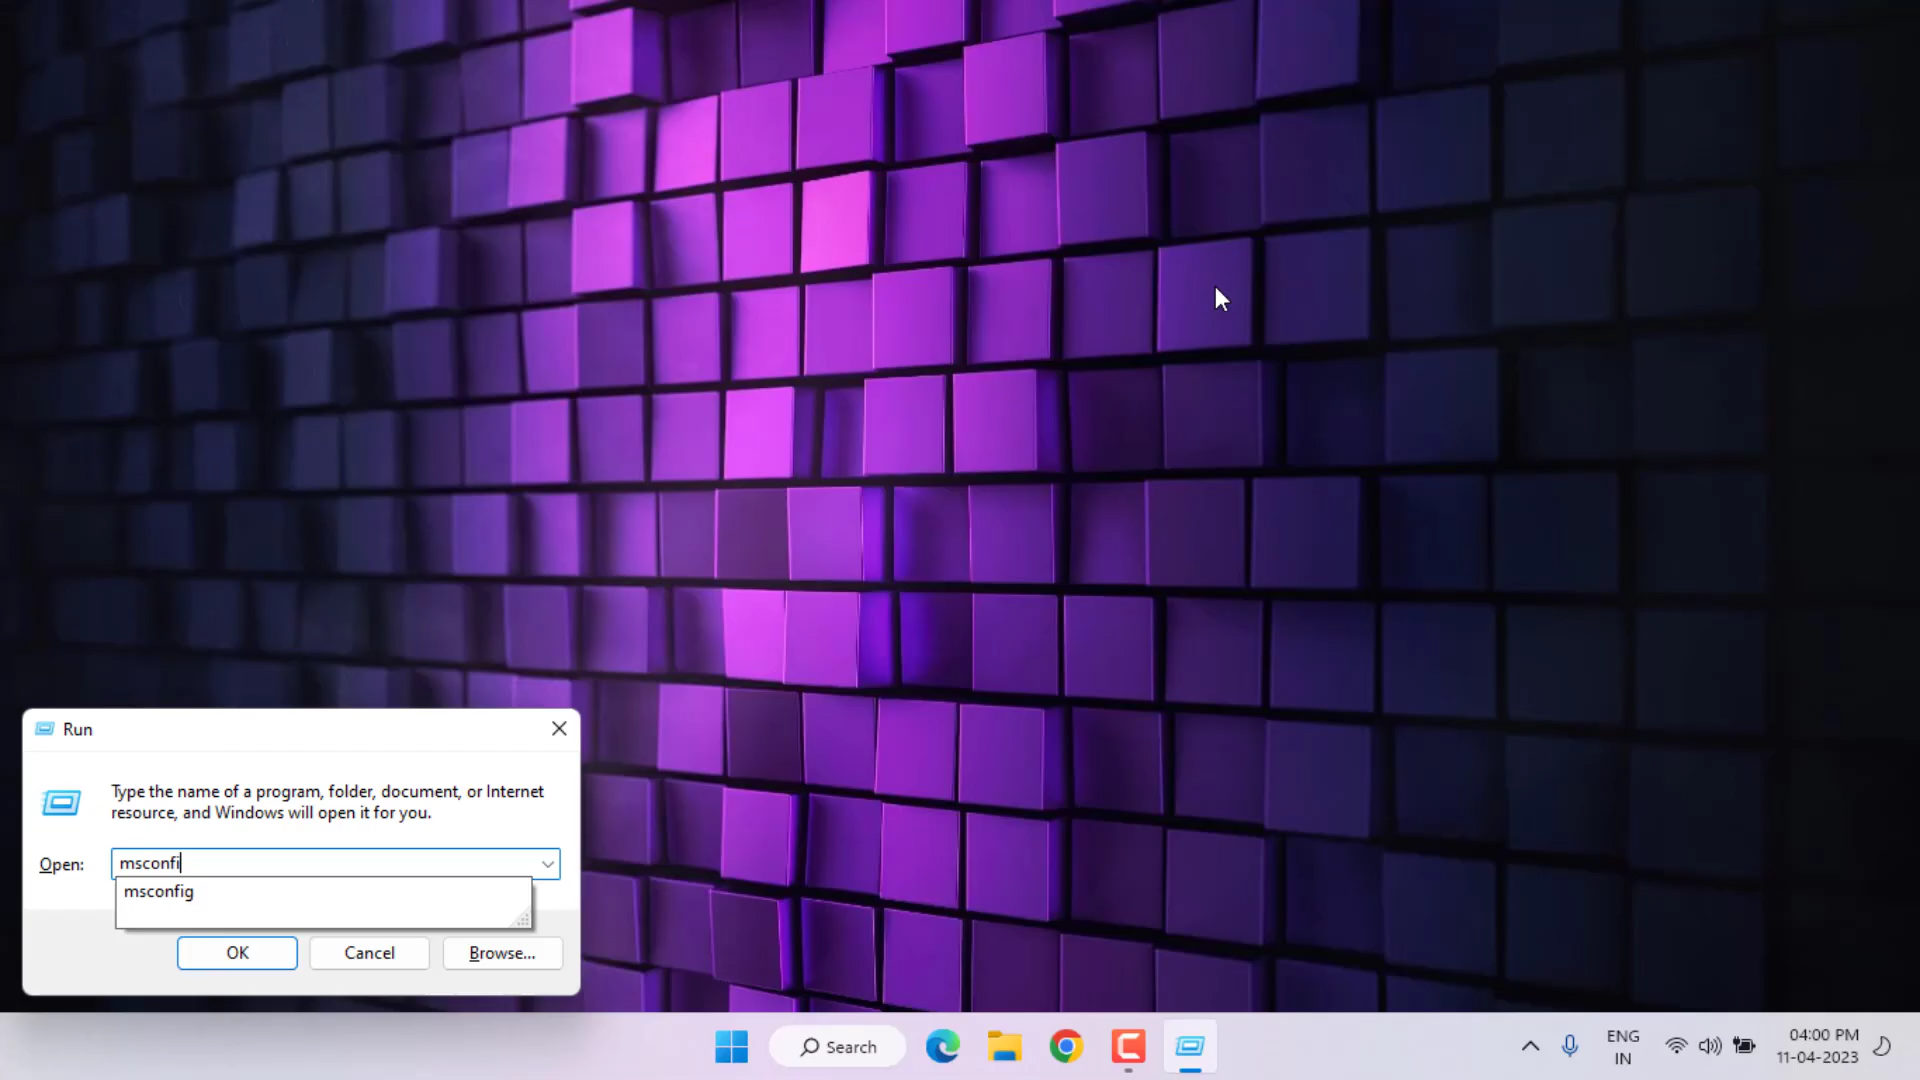 Run
Type the name of a program, folder, document, or Internet
resource, and Windows will open it for you.
Open:
msconfi
msconfig
OK
Cancel
Browse...
Search
ENG
IN
04:00 PM
11-04-2023